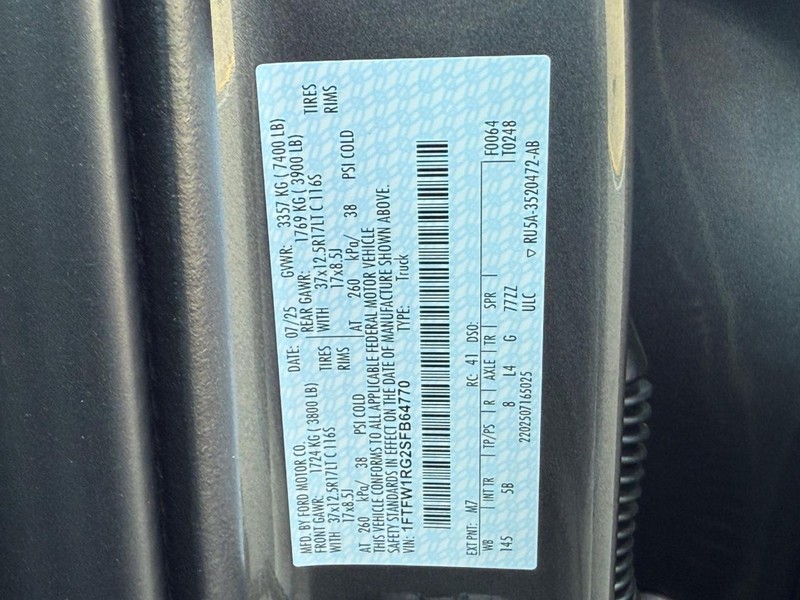 MFD. BY FORD MOTOR CO.
DATE: 07/25 GVWR: 3357 KG ( 7400 LB)
FRONT GAWR: 1724 KG ( 3800 LB) REAR GAWR: 1769 KG ( 3900 LB)
WITH 37x12.5R17LT C 116S TIRES WITH 37x12.5R17LT C 116S TIRES
17x8.5J RIMS 17x8.5J RIMS
AT 260 kPa/ 38 PSI COLD AT 260 kPa/ 38 PSI COLD
THIS VEHICLE CONFORMS TO ALL APPLICABLE FEDERAL MOTOR VEHICLE
SAFETY STANDARDS IN EFFECT ON THE DATE OF MANUFACTURE SHOWN ABOVE.
VIN: 1FTFW1RG2SFB64770 TYPE: Truck
F0064
T0248
EXT PNT: M7 RC: 41 DSO:
WB INT TR TP/PS R AXLE TR SPR
145 5B 8 L4 G 77ZZ
2202507165025 ULC
▽ RU5A-3520472-AB